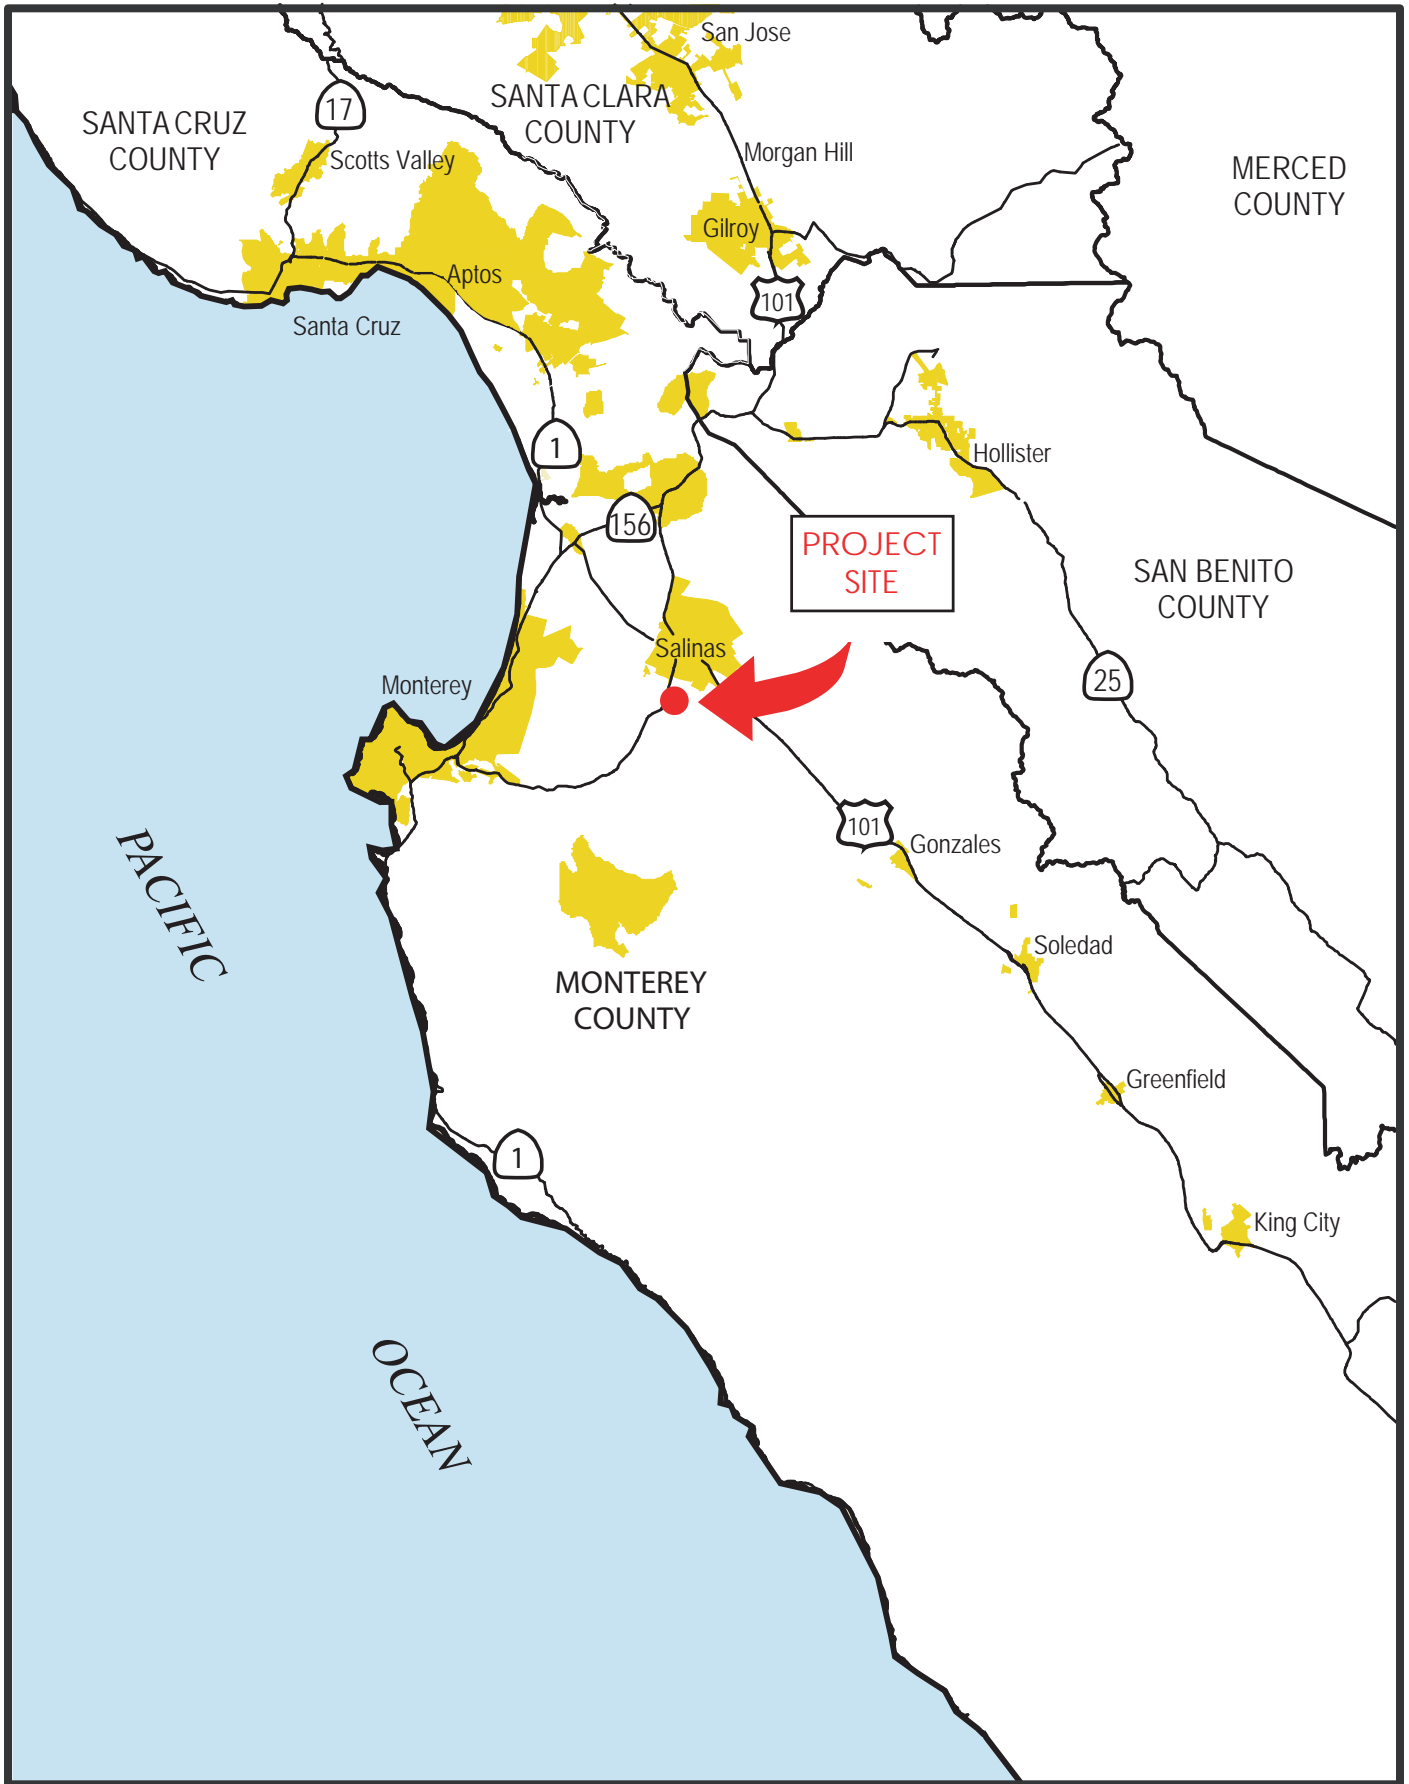 San Jose
SANTA CLARA
COUNTY
17
SANTA CRUZ
COUNTY
Scotts Valley
Morgan Hill
MERCED
COUNTY
Gilroy
Aptos
101
Santa Cruz
1
Hollister
156
PROJECT
SITE
SAN BENITO
COUNTY
Salinas
Monterey
25
101
Gonzales
PACIFIC
Soledad
MONTEREY
COUNTY
Greenfield
1
King City
OCEAN